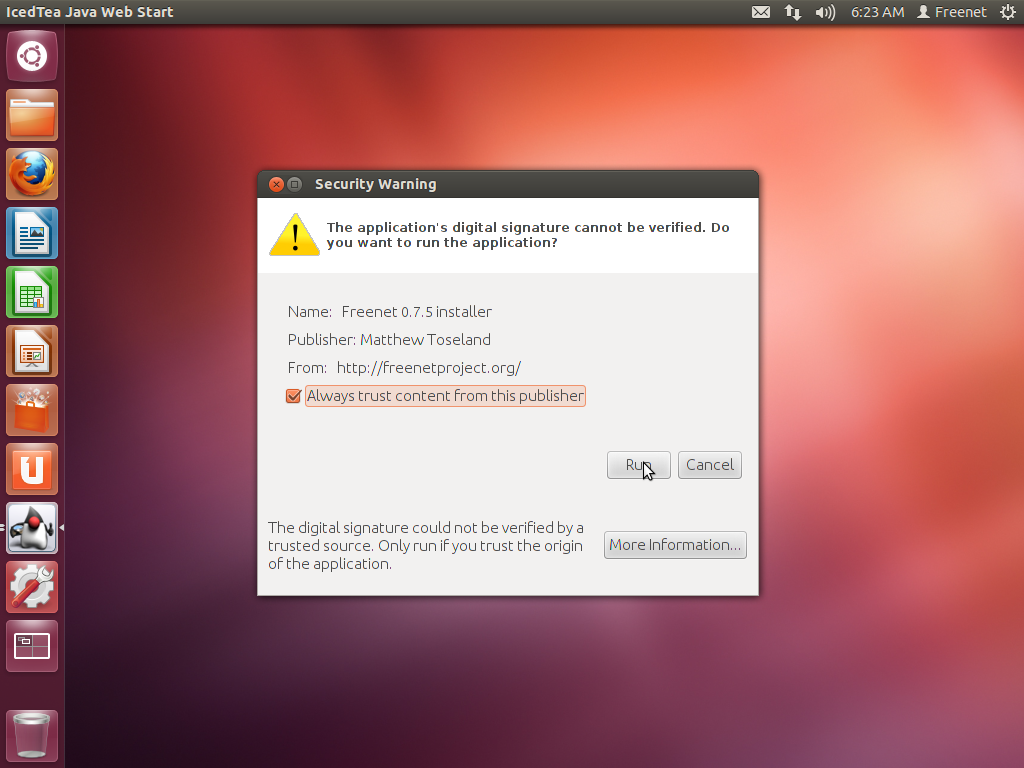 IcedTea Java Web Start
6:23 AM Freenet
Security Warning
The application's digital signature cannot be verified. Do
you want to run the application?
Name: Freenet 0.7.5 installer
Publisher: Matthew Toseland
From: http://freenetproject.org/
Always trust content from this publisher
Run Cancel
The digital signature could not be verified by a
trusted source. Only run if you trust the origin
of the application.
More Information...